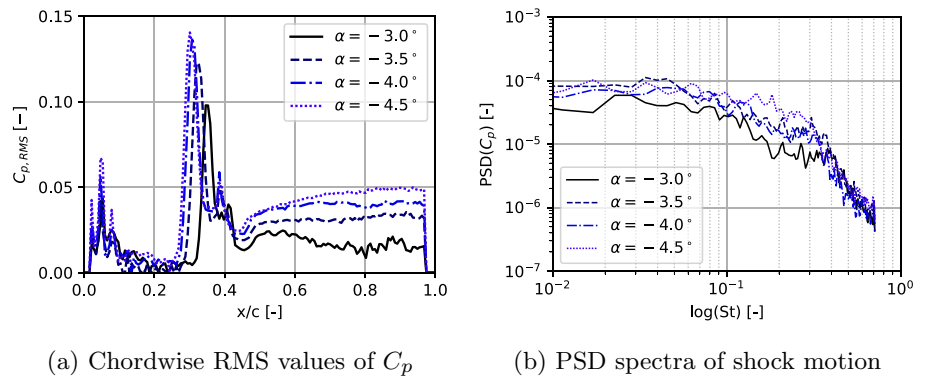 0.15
0.10
0.05
0.00
C_{p,RMS} [−]
α = − 3.0°
α = − 3.5°
α = − 4.0°
α = − 4.5°
0.0 0.2 0.4 0.6 0.8 1.0
x/c [-]
(a) Chordwise RMS values of C_p
10^{−3}
10^{−4}
10^{−5}
10^{−6}
10^{−7}
PSD(C_p) [-]
α = − 3.0°
α = − 3.5°
α = − 4.0°
α = − 4.5°
10^{−2} 10^{−1} 10^{0}
log(St) [-]
(b) PSD spectra of shock motion